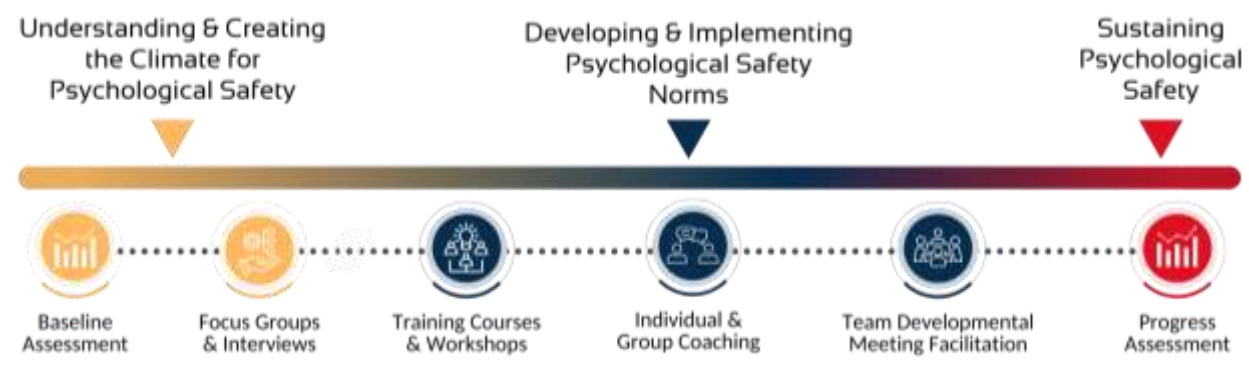 Understanding & Creating
the Climate for
Psychological Safety
Developing & Implementing
Psychological Safety
Norms
Sustaining
Psychological
Safety
Baseline
Assessment
Focus Groups
& Interviews
Training Courses
& Workshops
Individual &
Group Coaching
Team Developmental
Meeting Facilitation
Progress
Assessment